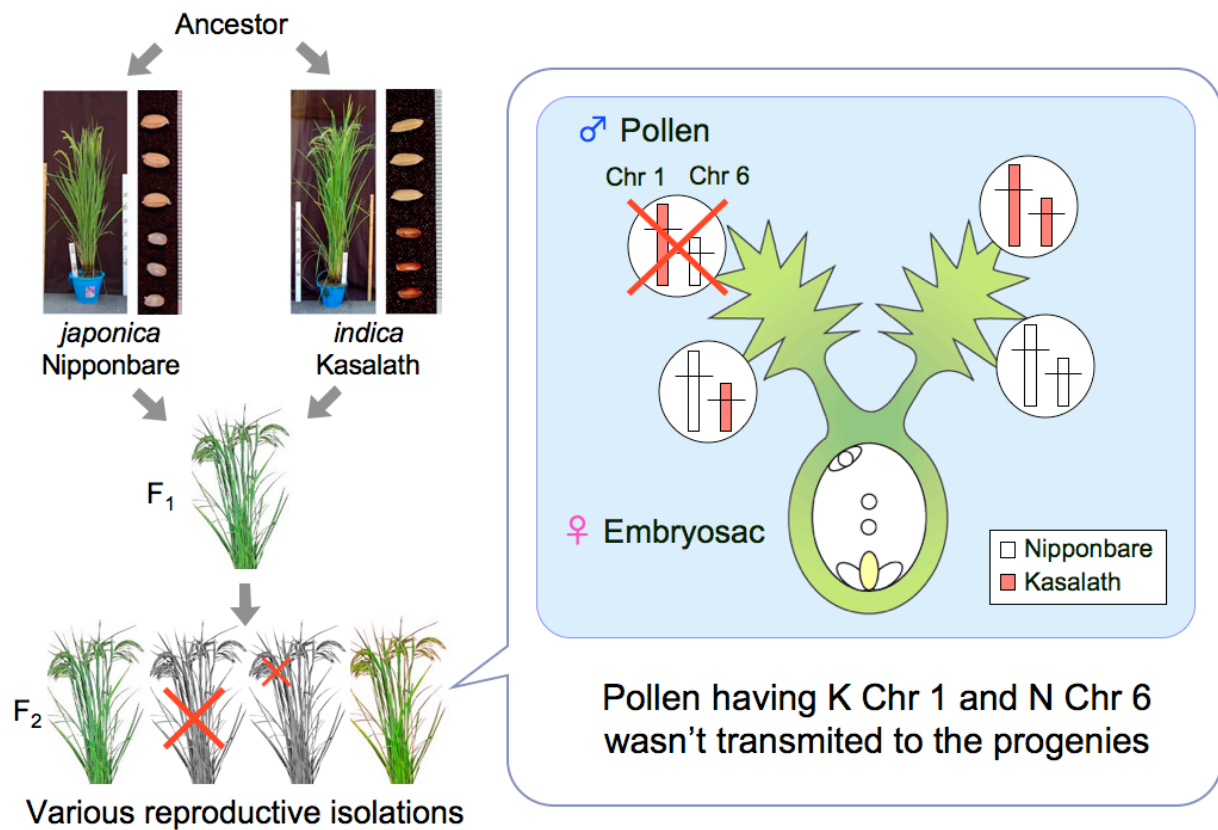 Ancestor
japonica
Nipponbare
indica
Kasalath
F1
F2
Various reproductive isolations
♂ Pollen
Chr 1
Chr 6
♀ Embryosac
Nipponbare
Kasalath
Pollen having K Chr 1 and N Chr 6
wasn't transmited to the progenies